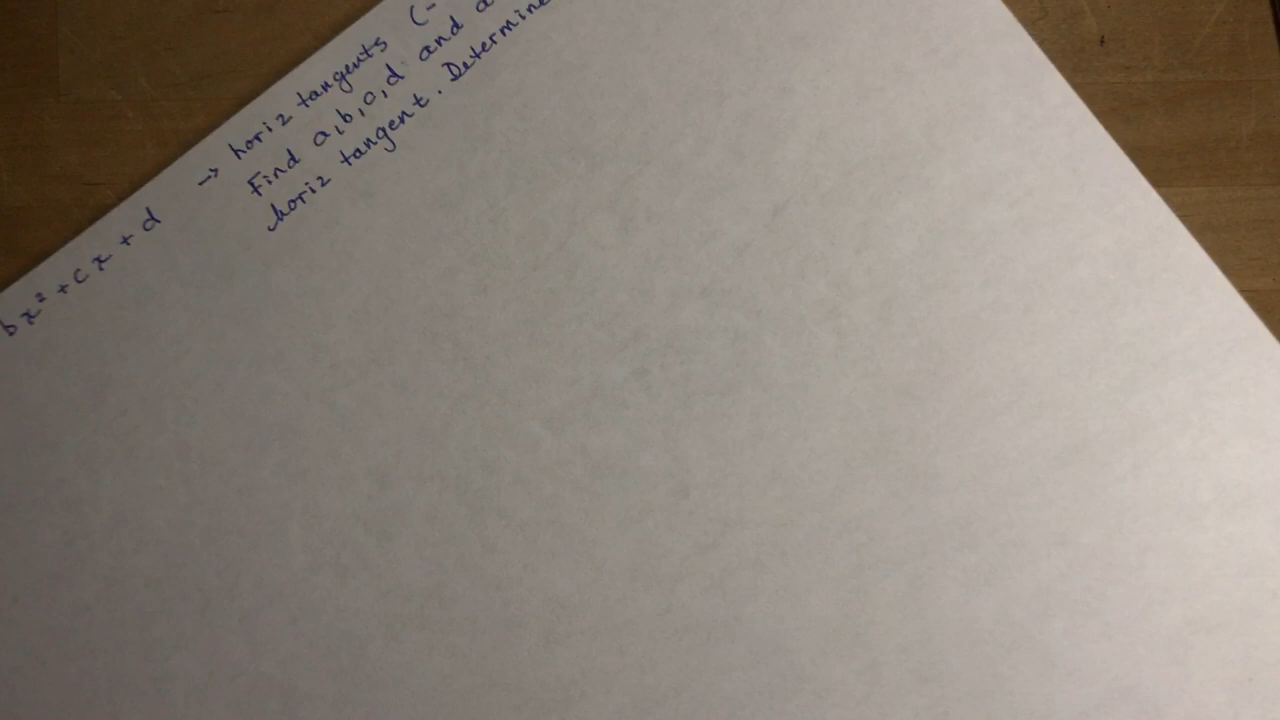 bx² + cx + d → horiz tangents (-
Find a,b,c,d and a
horiz tangent. Determine